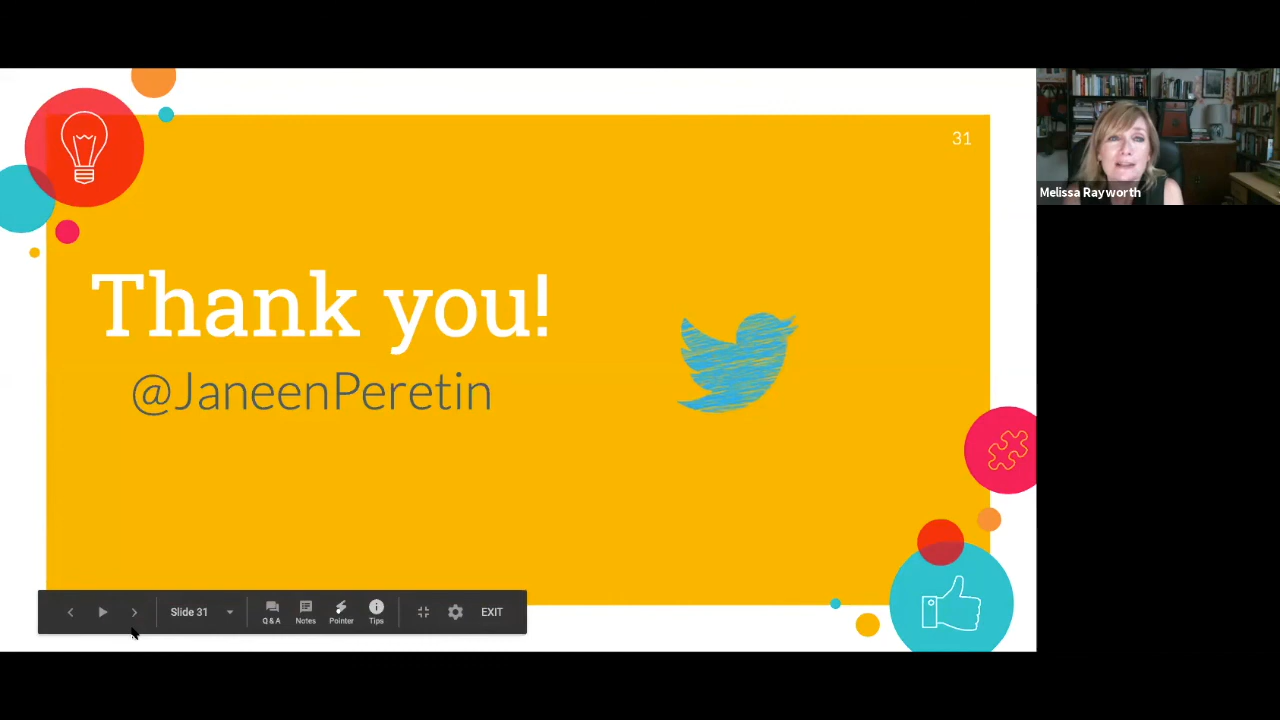 31
Thank you!
@JaneenPeretin
Melissa Rayworth
Slide 31
Q & A
Notes
Pointer
Tips
EXIT